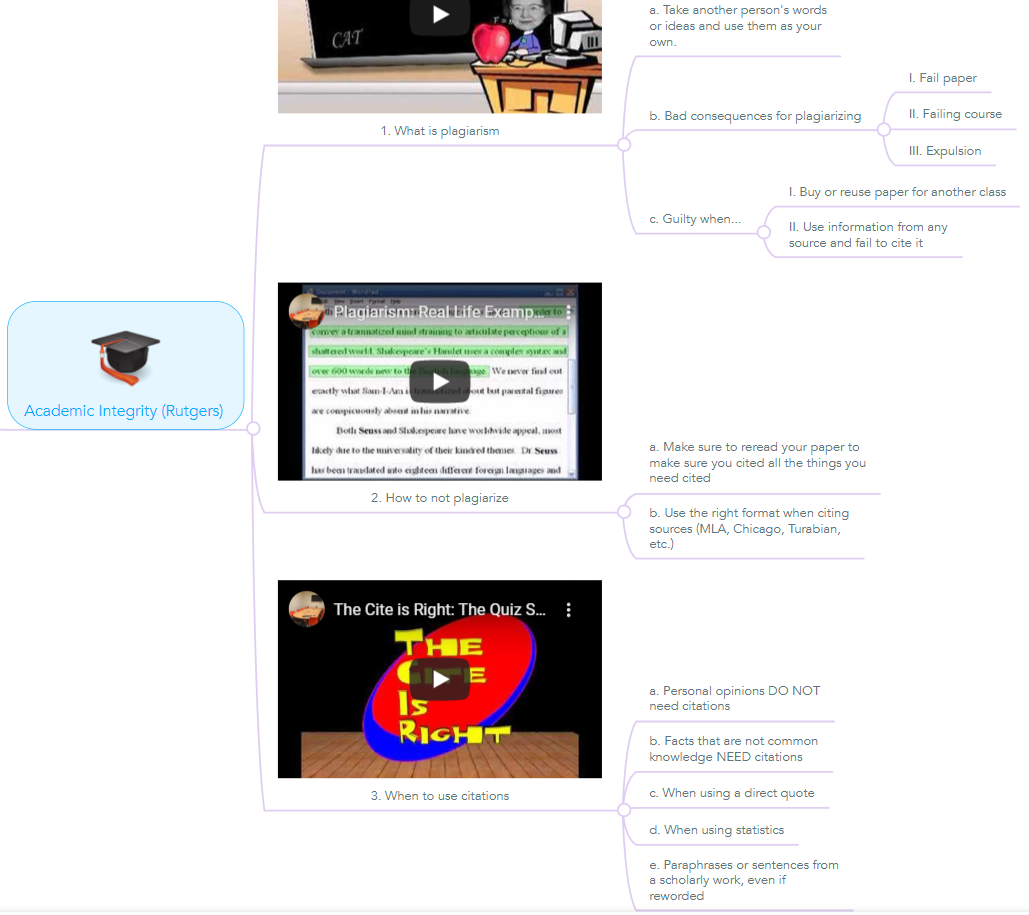 CAT
a. Take another person's words
or ideas and use them as your
own.
I. Fail paper
b. Bad consequences for plagiarizing
II. Failing course
III. Expulsion
1. What is plagiarism
I. Buy or reuse paper for another class
c. Guilty when...
II. Use information from any
source and fail to cite it
Academic Integrity (Rutgers)
Plagiarism: Real Life Examp...
order to
convey a traumatized mind straining to articulate perceptions of a
shattered world, Shakespeare's Hamlet uses a complex syntax and
over 600 words new to the English language. We never find out
exactly what Sam-I-Am is traumatized about but parental figures
are conspicuously absent in his narrative.
Both Seuss and Shakespeare have worldwide appeal, most
likely due to the universality of their kindred themes. Dr. Seuss
has been translated into eighteen different foreign languages and
2. How to not plagiarize
a. Make sure to reread your paper to
make sure you cited all the things you
need cited
b. Use the right format when citing
sources (MLA, Chicago, Turabian,
etc.)
The Cite is Right: The Quiz S...
THE
CITE
IS
RIGHT
3. When to use citations
a. Personal opinions DO NOT
need citations
b. Facts that are not common
knowledge NEED citations
c. When using a direct quote
d. When using statistics
e. Paraphrases or sentences from
a scholarly work, even if
reworded